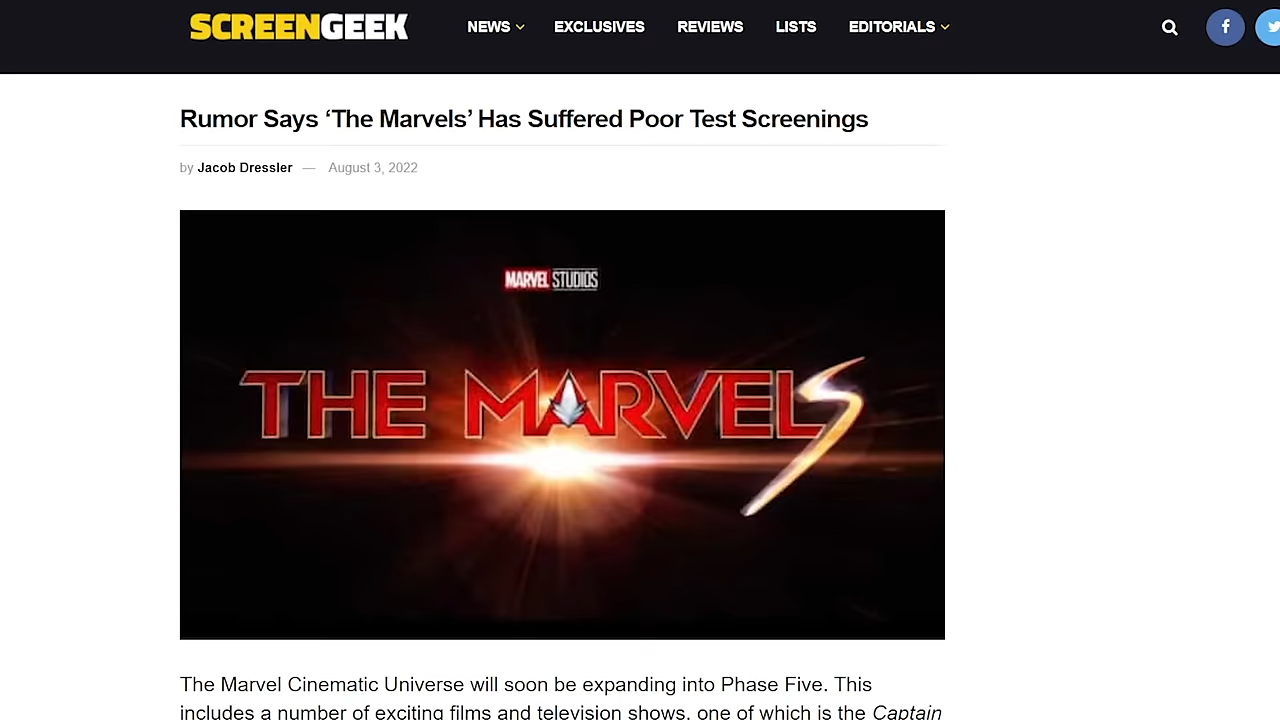 SCREENGEEK
NEWS EXCLUSIVES REVIEWS LISTS EDITORIALS
Rumor Says ‘The Marvels’ Has Suffered Poor Test Screenings
by Jacob Dressler — August 3, 2022
MARVEL STUDIOS
THE MARVELS
The Marvel Cinematic Universe will soon be expanding into Phase Five. This
includes a number of exciting films and television shows, one of which is the Captain